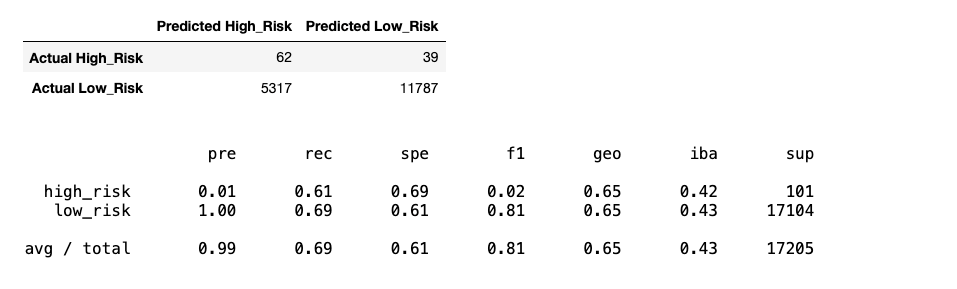 Predicted High_Risk Predicted Low_Risk
Actual High_Risk 62 39
Actual Low_Risk 5317 11787
pre rec spe f1 geo iba sup
high_risk 0.01 0.61 0.69 0.02 0.65 0.42 101
low_risk 1.00 0.69 0.61 0.81 0.65 0.43 17104
avg / total 0.99 0.69 0.61 0.81 0.65 0.43 17205